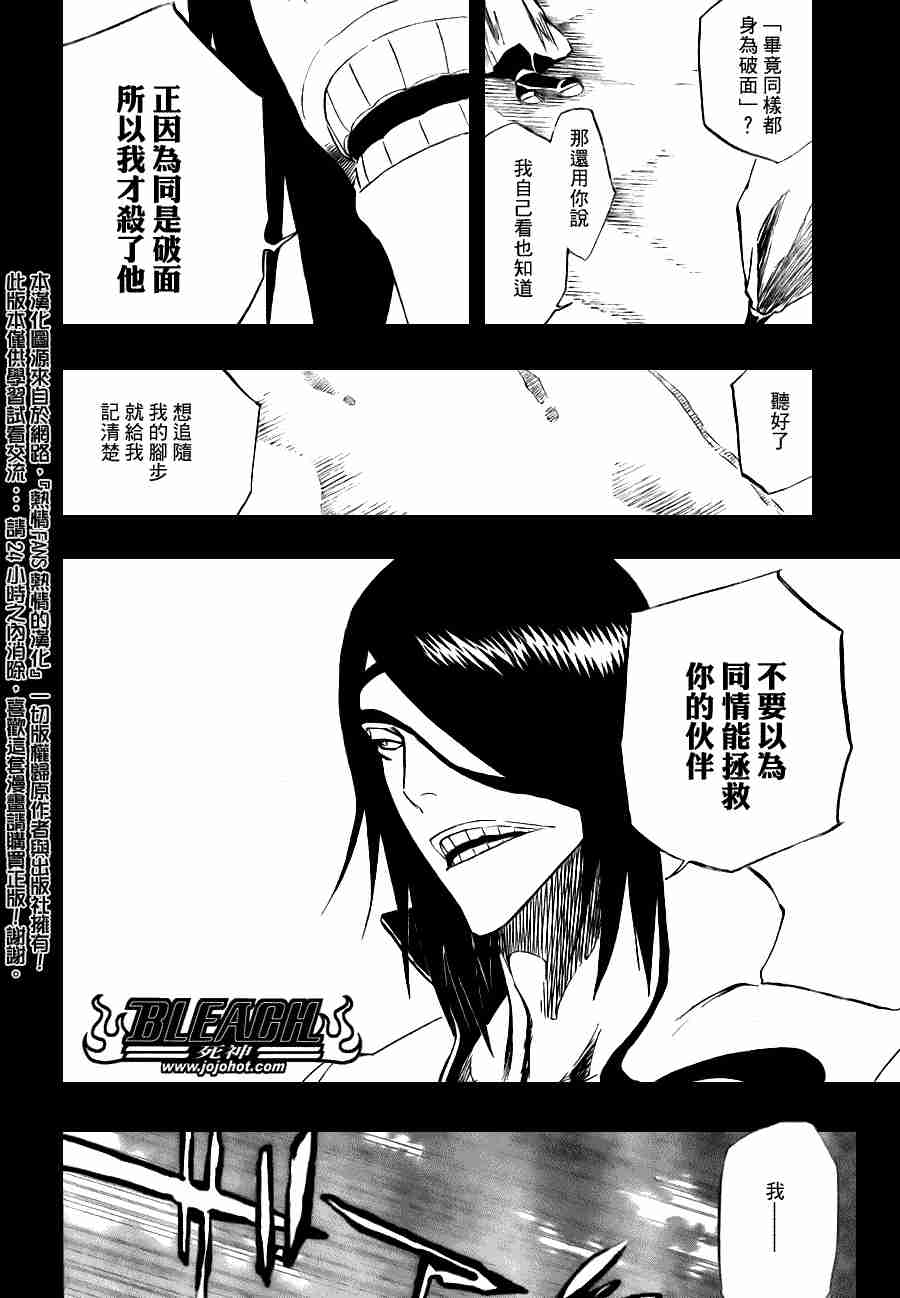 「畢竟同樣都
身為破面」？
那還用你說
我自己看也知道
正因為同是破面
所以我才殺了他
聽好了
想追隨
我的腳步
就給我
記清楚
不要以為
同情能拯救
你的伙伴
BLEACH
死神
www.jojohot.com
我──
本漢化圖源來自於網路，『熱情FANS熱情的漢化』一切版權歸原作者與出版社擁有！
此版本僅供學習試看交流…請24小時之內消除，喜歡這套漫畫請購買正版！謝謝。